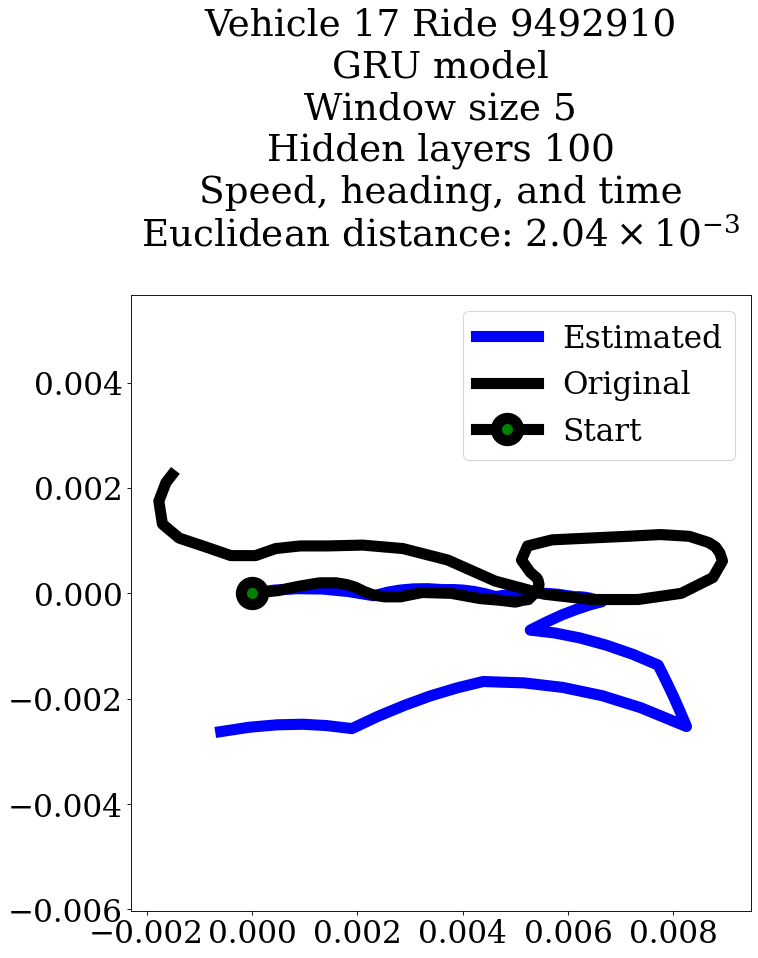 Vehicle 17 Ride 9492910
GRU model
Window size 5
Hidden layers 100
Speed, heading, and time
Euclidean distance: 2.04 × 10⁻³
Estimated
Original
Start
0.004
0.002
0.000
−0.002
−0.004
−0.006
−0.002 0.000 0.002 0.004 0.006 0.008